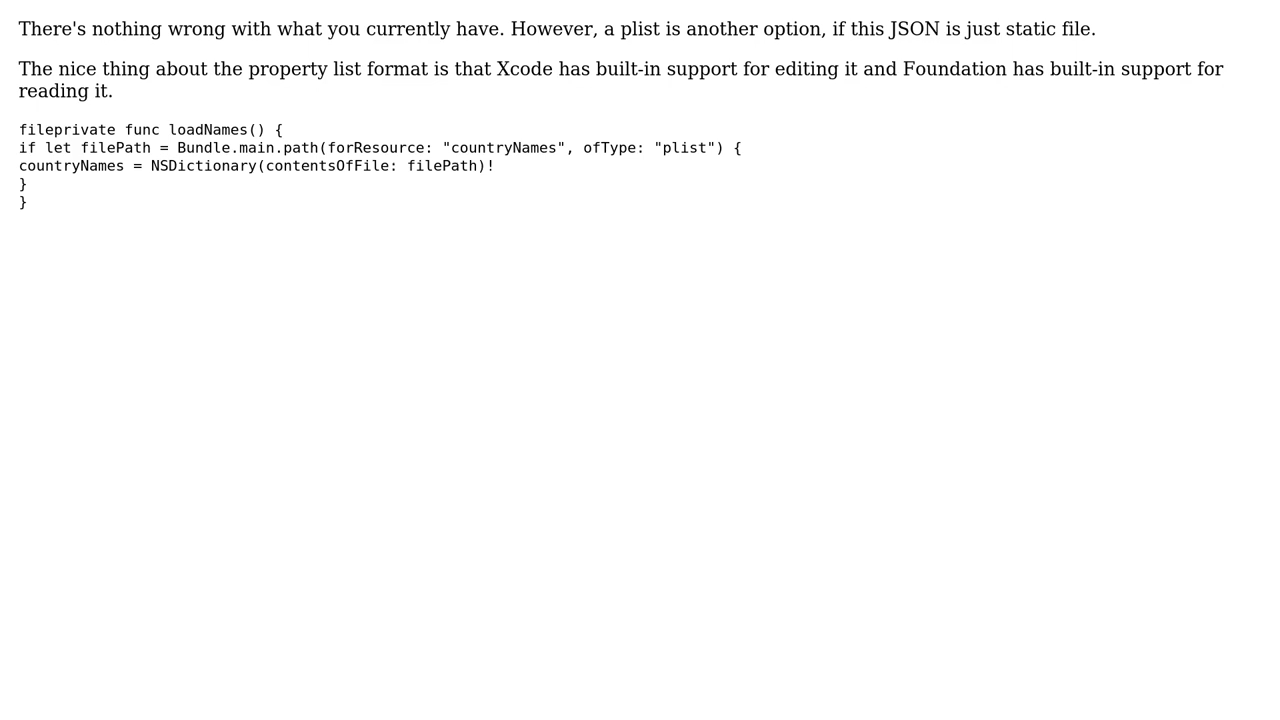 There's nothing wrong with what you currently have. However, a plist is another option, if this JSON is just static file.
The nice thing about the property list format is that Xcode has built-in support for editing it and Foundation has built-in support for
reading it.
fileprivate func loadNames() {
if let filePath = Bundle.main.path(forResource: "countryNames", ofType: "plist") {
countryNames = NSDictionary(contentsOfFile: filePath)!
}
}